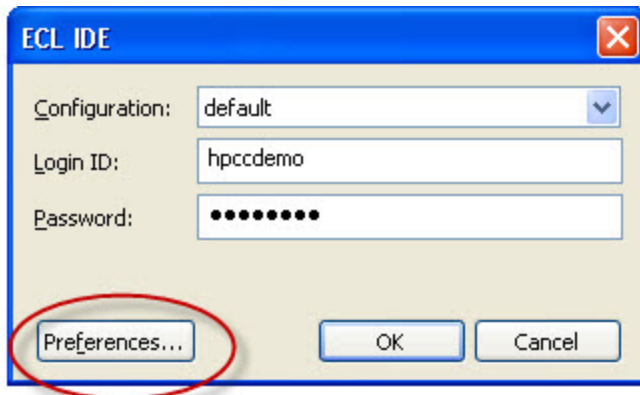 ECL IDE
Configuration: default
Login ID: hpccdemo
Password: ••••••••
Preferences... OK Cancel